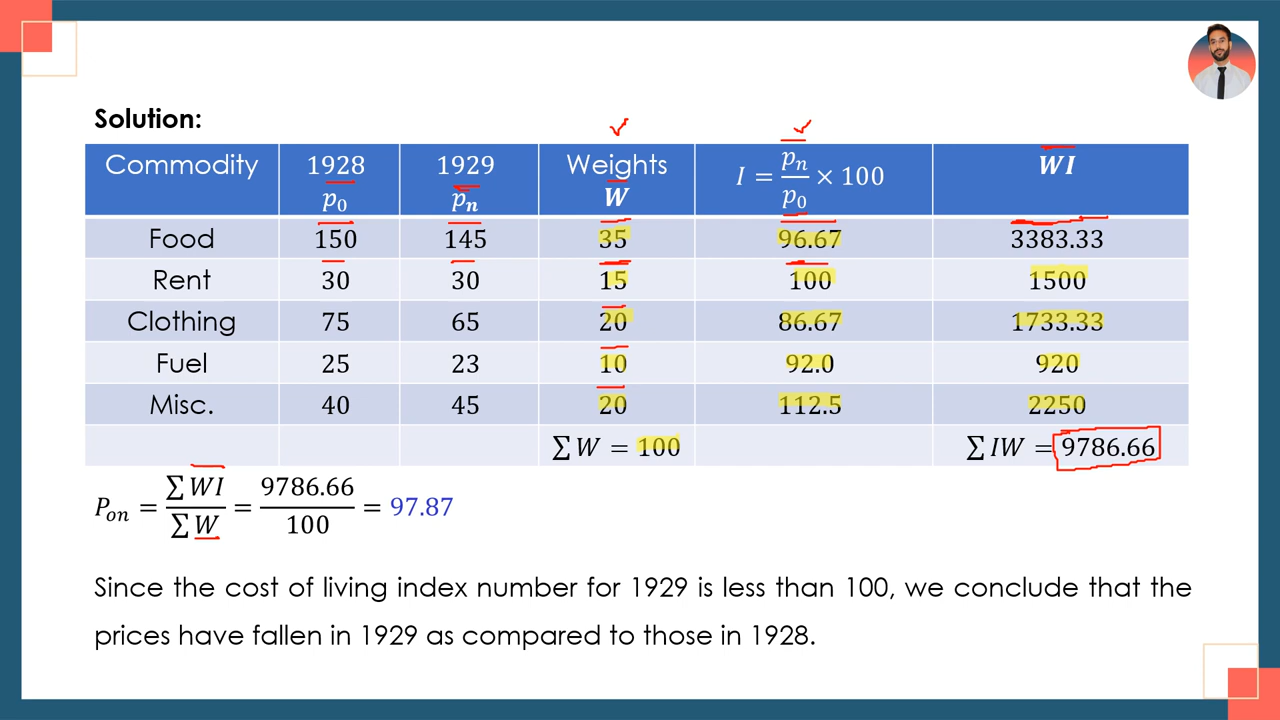 Solution:
Commodity 1928 p₀ 1929 pₙ Weights W I = pₙ/p₀ × 100 WI
Food 150 145 35 96.67 3383.33
Rent 30 30 15 100 1500
Clothing 75 65 20 86.67 1733.33
Fuel 25 23 10 92.0 920
Misc. 40 45 20 112.5 2250
∑ W = 100 ∑ IW = 9786.66
Pₒₙ = ∑ WI / ∑ W = 9786.66 / 100 = 97.87
Since the cost of living index number for 1929 is less than 100, we conclude that the
prices have fallen in 1929 as compared to those in 1928.